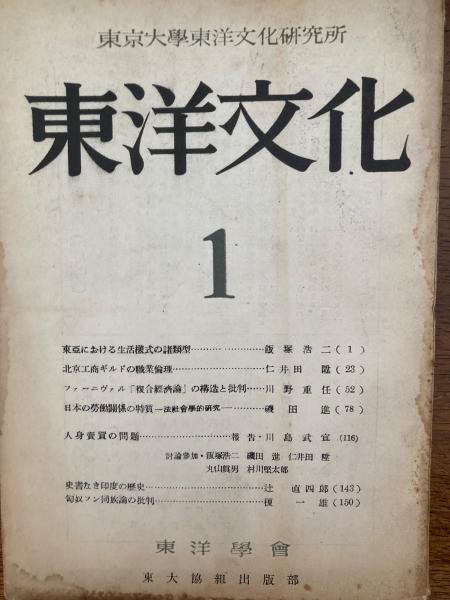 東京大學東洋文化硏究所
東洋文化
1
東亞における生活樣式の諸類型…………………飯塚浩二(1)
北京工商ギルドの職業倫理…………………仁井田陞(23)
ファーニヴァル「複合經濟論」の構造と批判……川野重任(52)
日本の勞働關係の特質—法社會學的硏究—………磯田進(78)
人身賣買の問題…………………報告・川島武宜(116)
討論參加・飯塚浩二 磯田進 仁井田陞
丸山眞男 村川堅太郎
史書なき印度の歷史…………………辻直四郎(143)
匈奴フン同族論の批判…………………榎一雄(150)
東洋學會
東大協組出版部